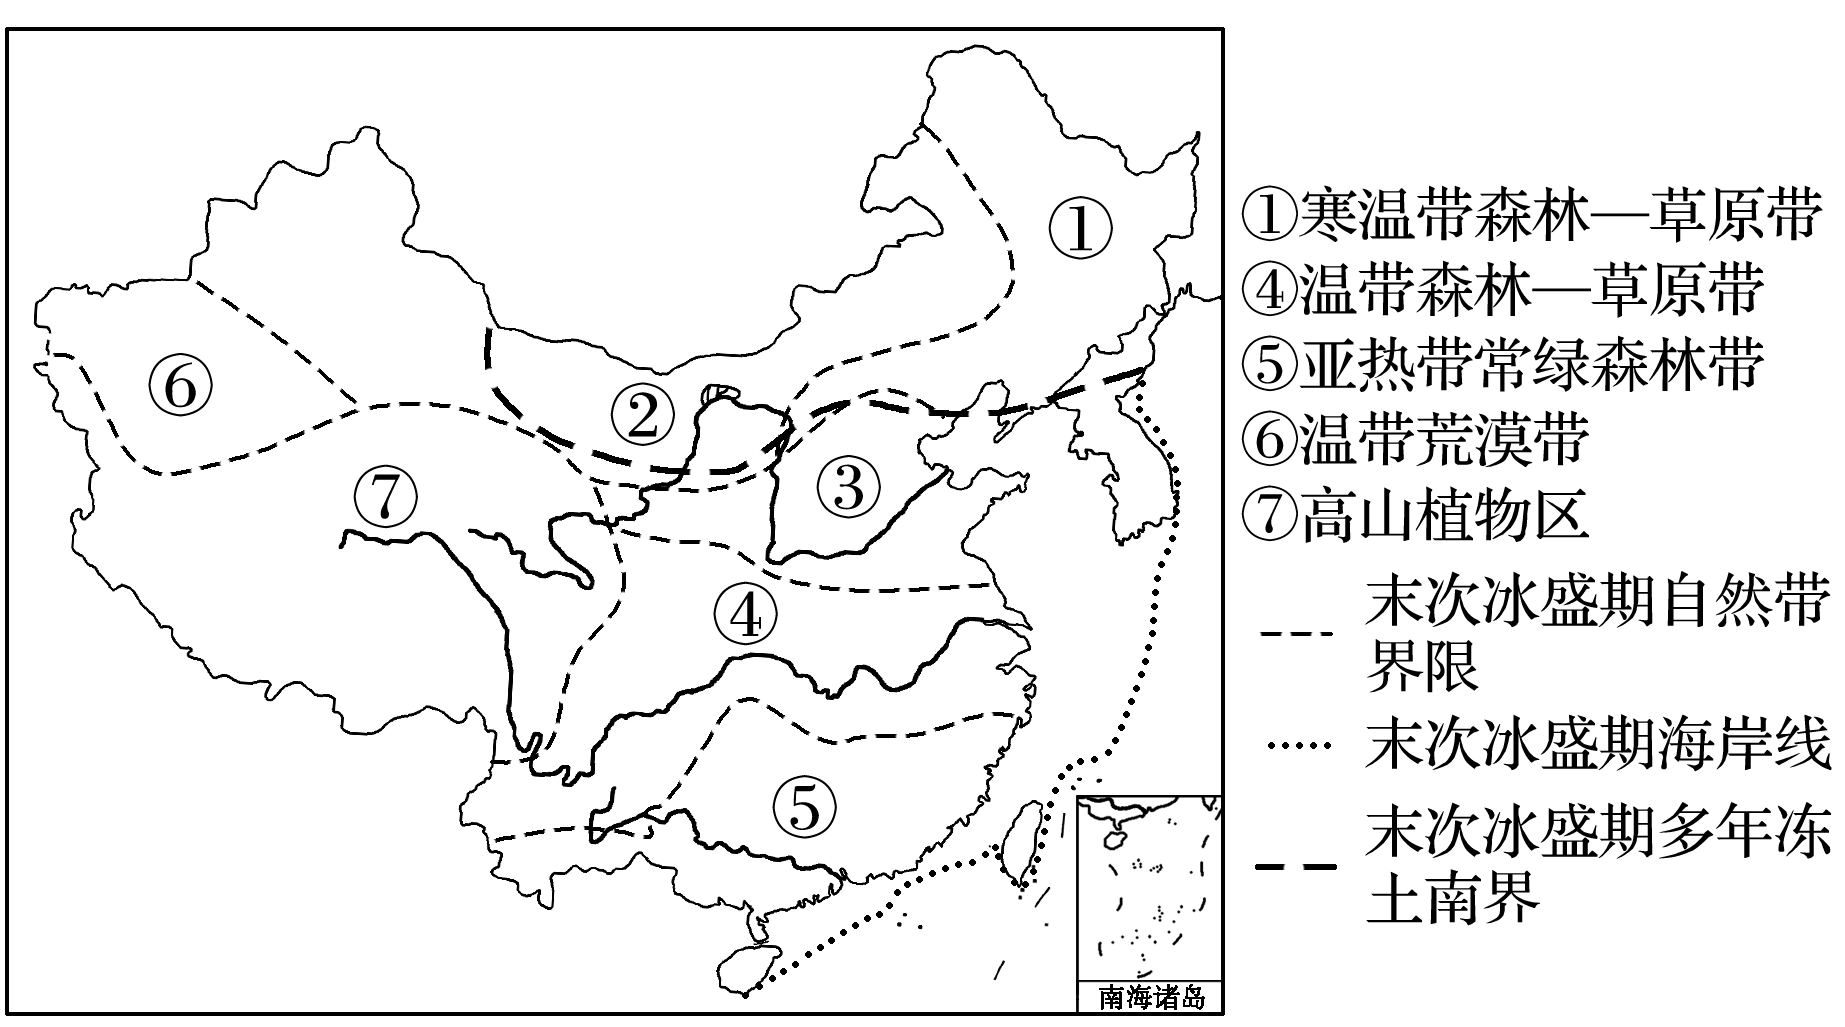 ①
②
③
④
⑤
⑥
⑦
南海诸岛
①寒温带森林—草原带
④温带森林—草原带
⑤亚热带常绿森林带
⑥温带荒漠带
⑦高山植物区
末次冰盛期自然带
界限
末次冰盛期海岸线
末次冰盛期多年冻
土南界